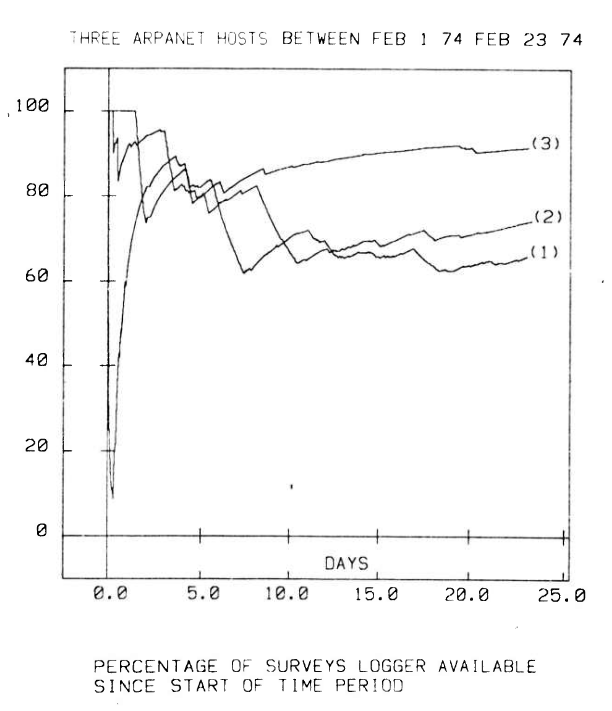 THREE ARPANET HOSTS BETWEEN FEB 1 74 FEB 23 74
100
80
60
40
20
0
(3)
(2)
(1)
DAYS
0.0 5.0 10.0 15.0 20.0 25.0
PERCENTAGE OF SURVEYS LOGGER AVAILABLE
SINCE START OF TIME PERIOD